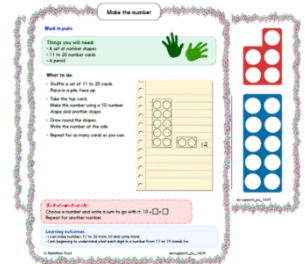 Make the number
Work in pairs
Things you will need:
• A set of number shapes
• 11 to 20 number cards
• A pencil
What to do:
• Shuffle a set of 11 to 20 cards.
Place in a pile, face up.
• Take the top card.
Make this number using a 10 number
shape and another shape.
• Draw round the shapes.
Write the number at the side.
• Repeat for as many cards as you can.
12
S-t-r-e-t-c-h:
Choose a number and write a sum to go with it. 10 + □ = □
Repeat for another number.
Learning outcomes:
• I can make numbers 11 to 20 from 10 and some more.
• I am beginning to understand what each digit in a number from 11 to 19 stands for.